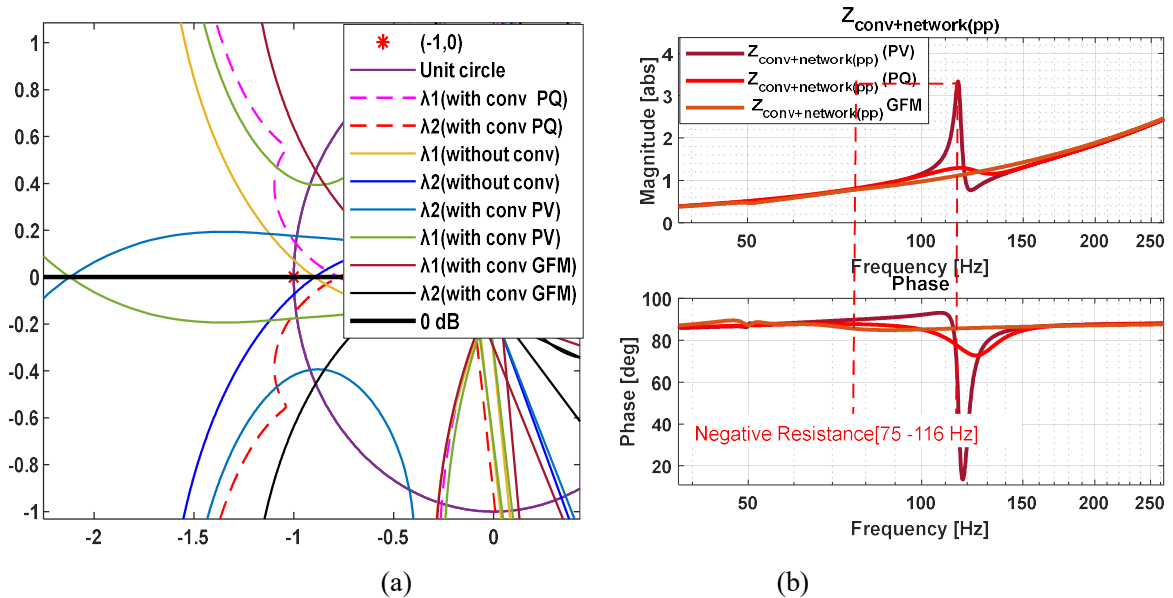 1
0.8
0.6
0.4
0.2
0
-0.2
-0.4
-0.6
-0.8
-1
-2
-1.5
-1
-0.5
0
(-1,0)
Unit circle
λ1(with conv PQ)
λ2(with conv PQ)
λ1(without conv)
λ2(without conv)
λ2(with conv PV)
λ1(with conv PV)
λ1(with conv GFM)
λ2(with conv GFM)
0 dB
(a)
Zconv+network(pp)
Magnitude [abs]
4
3
2
1
0
Zconv+network(pp) (PV)
Zconv+network(pp) (PQ)
Zconv+network(pp) GFM
50
100
150
200
250
Frequency [Hz]
Phase
Phase [deg]
100
80
60
40
20
Negative Resistance[75 -116 Hz]
50
100
150
200
250
Frequency [Hz]
(b)